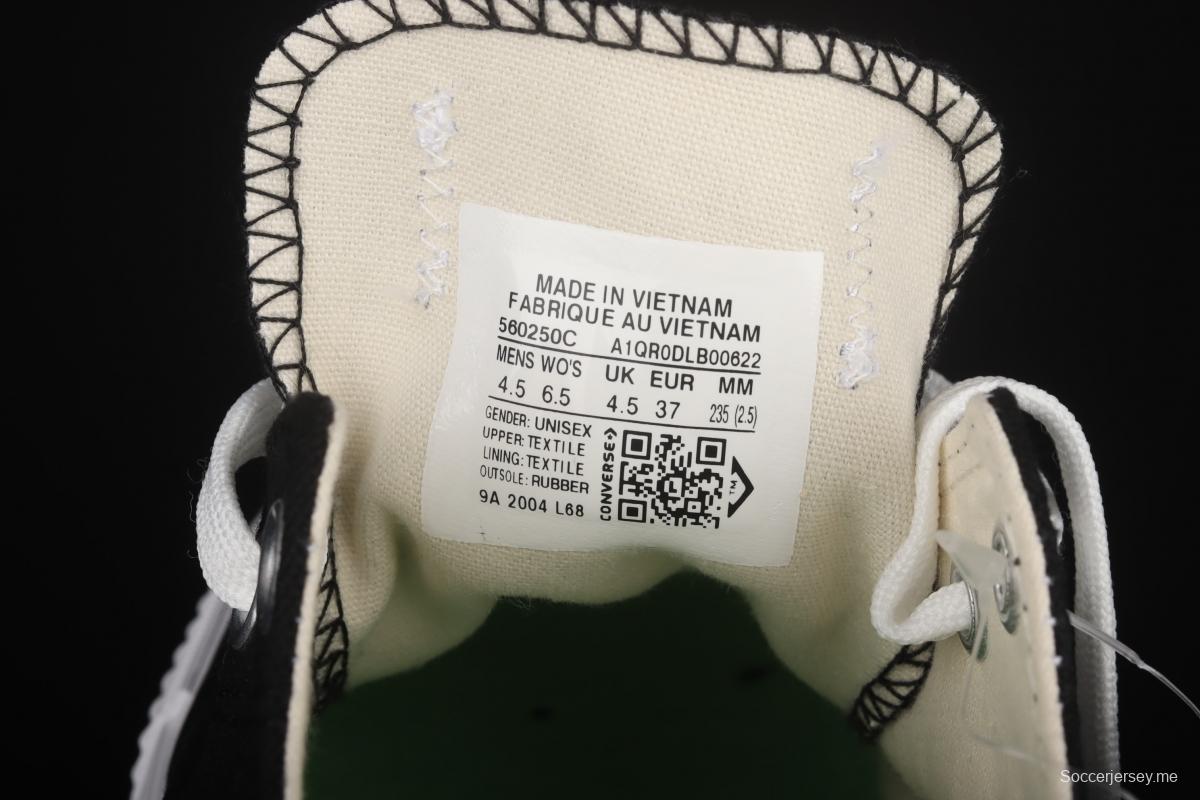 MADE IN VIETNAM
FABRIQUE AU VIETNAM
560250C A1QR0DLB00622
MENS WO'S UK EUR MM
4.5 6.5 4.5 37 235 (2.5)
GENDER: UNISEX
UPPER: TEXTILE
LINING: TEXTILE
OUTSOLE: RUBBER
9A 2004 L68
CONVERSE
TM
Soccerjersey.me